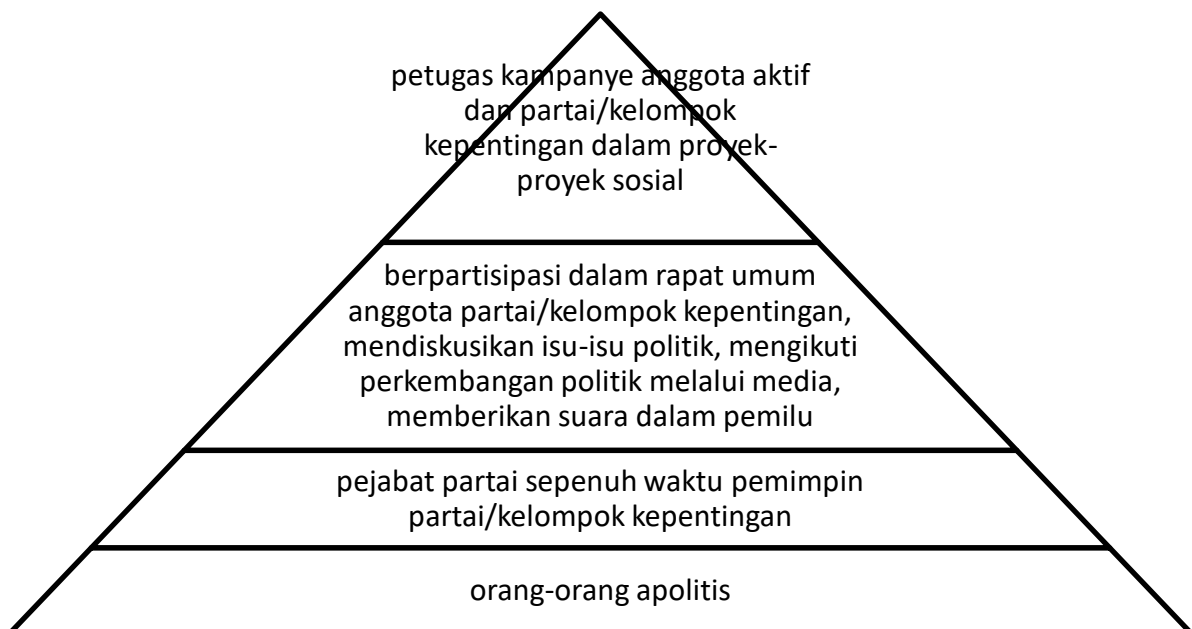 petugas kampanye anggota aktif
dan partai/kelompok
kepentingan dalam proyek-
proyek sosial
berpartisipasi dalam rapat umum
anggota partai/kelompok kepentingan,
mendiskusikan isu-isu politik, mengikuti
perkembangan politik melalui media,
memberikan suara dalam pemilu
pejabat partai sepenuh waktu pemimpin
partai/kelompok kepentingan
orang-orang apolitis